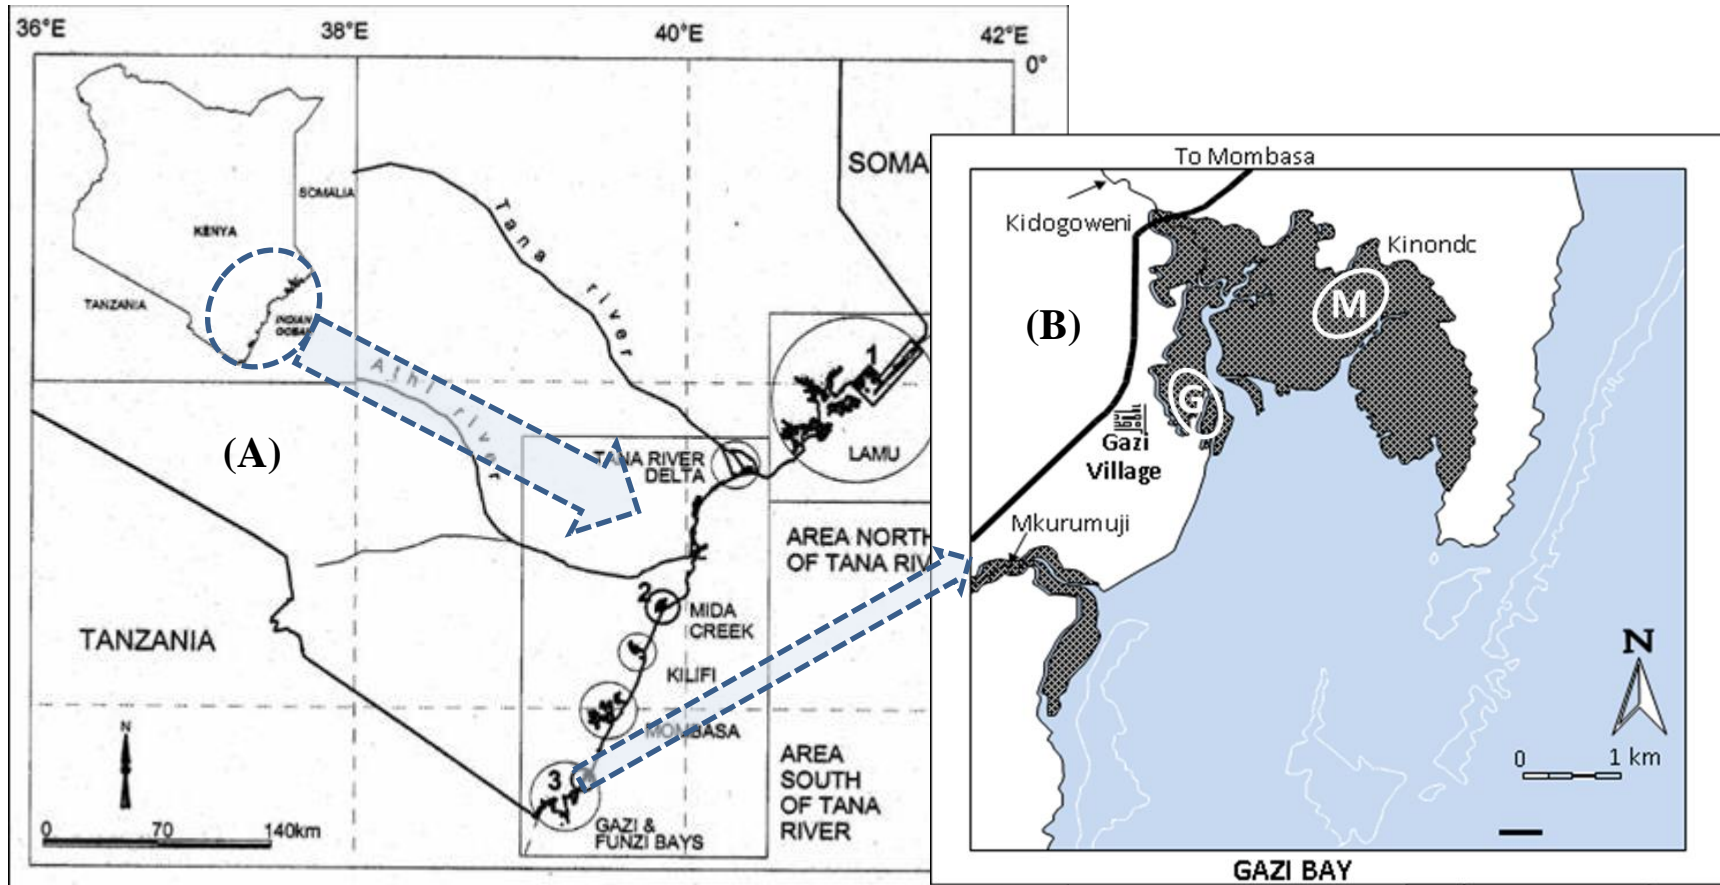 36°E
38°E
40°E
42°E
0°
SOMALIA
KENYA
TANZANIA
INDIAN
OCEAN
Tana river
Athi river
SOMA
1
LAMU
(A)
TANA RIVER
DELTA
AREA NORTH
OF TANA RIV
2
MIDA
CREEK
TANZANIA
KILIFI
MOMBASA
N
AREA
SOUTH
OF TANA
RIVER
3
GAZI &
FUNZI BAYS
0 70 140km
To Mombasa
Kidogoweni
Kinondc
M
(B)
G
Gazi
Village
Mkurumuji
N
0 1 km
GAZI BAY